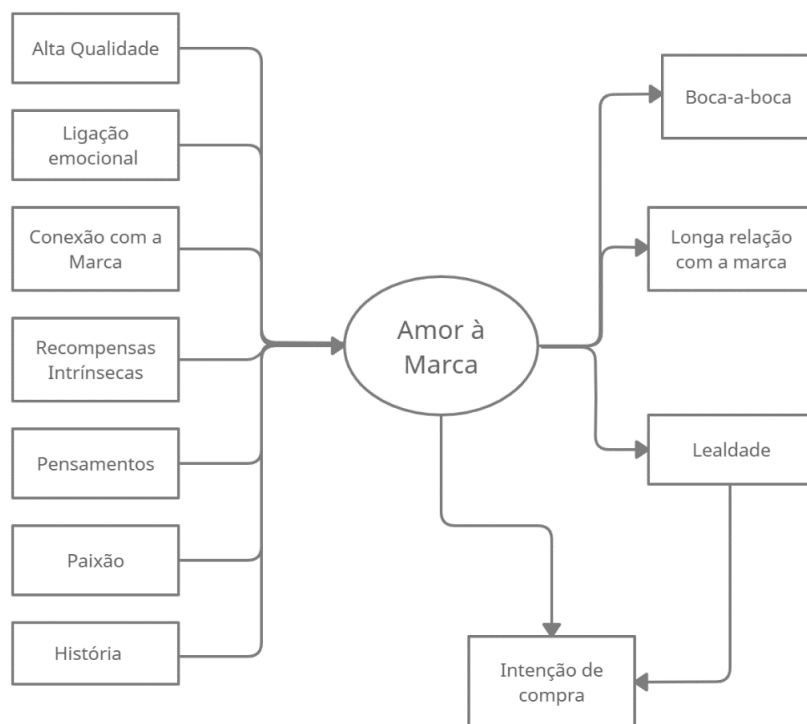 Alta Qualidade
Ligação
emocional
Conexão com a
Marca
Recompensas
Intrínsecas
Pensamentos
Paixão
História
Amor à
Marca
Boca-a-boca
Longa relação
com a marca
Lealdade
Intenção de
compra